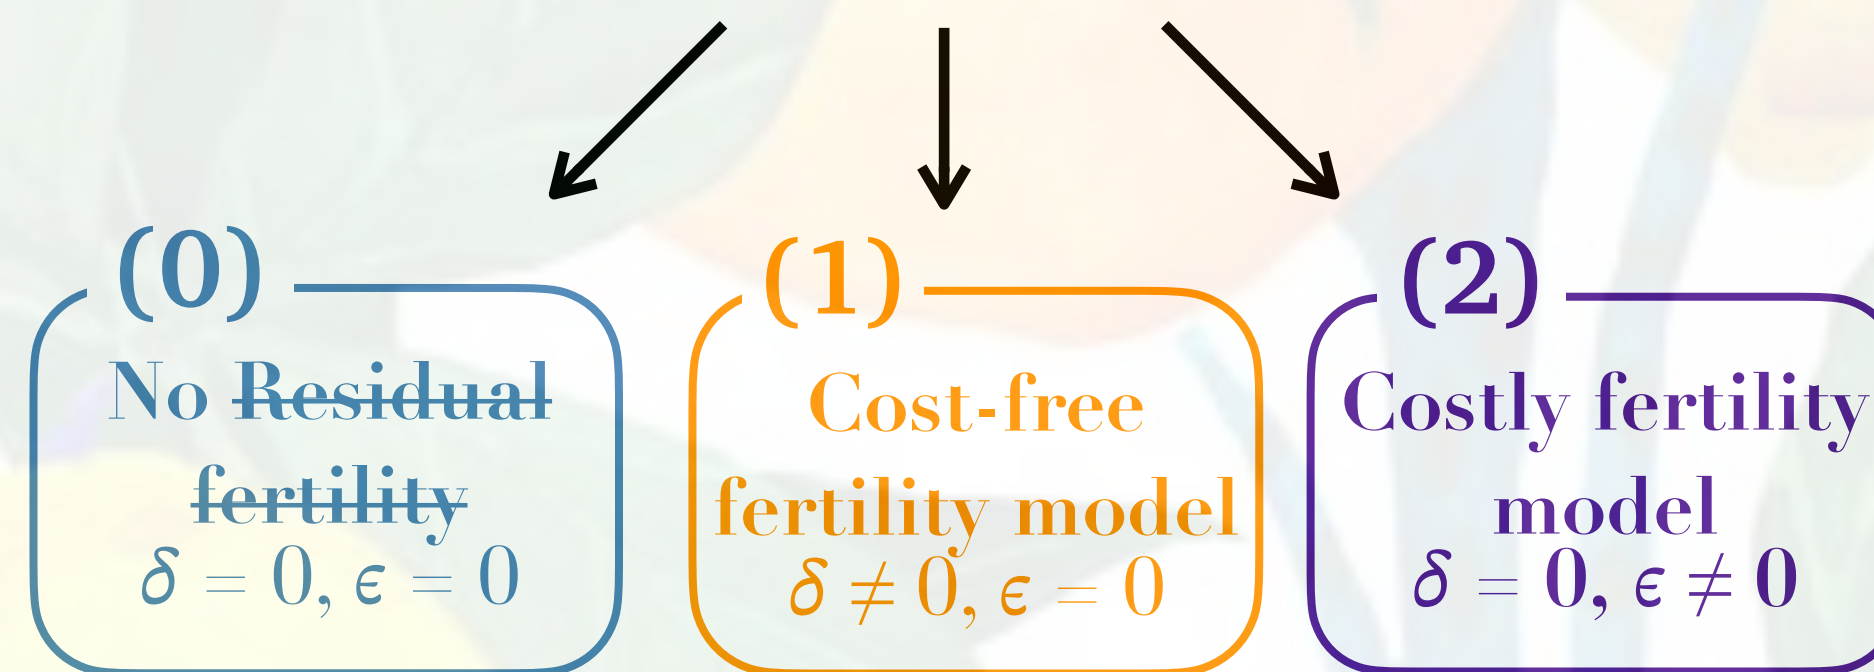 (0)
No Residual
fertility
δ = 0, ϵ = 0
(1)
Cost-free
fertility model
δ ≠ 0, ϵ = 0
(2)
Costly fertility
model
δ = 0, ϵ ≠ 0